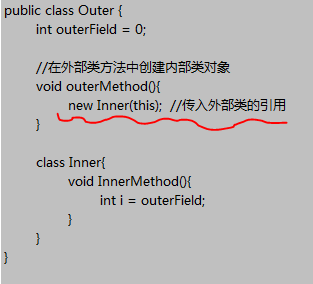 public class Outer {
int outerField = 0;
//在外部类方法中创建内部类对象
void outerMethod(){
new Inner(this); //传入外部类的引用
}
class Inner{
void InnerMethod(){
int i = outerField;
}
}
}